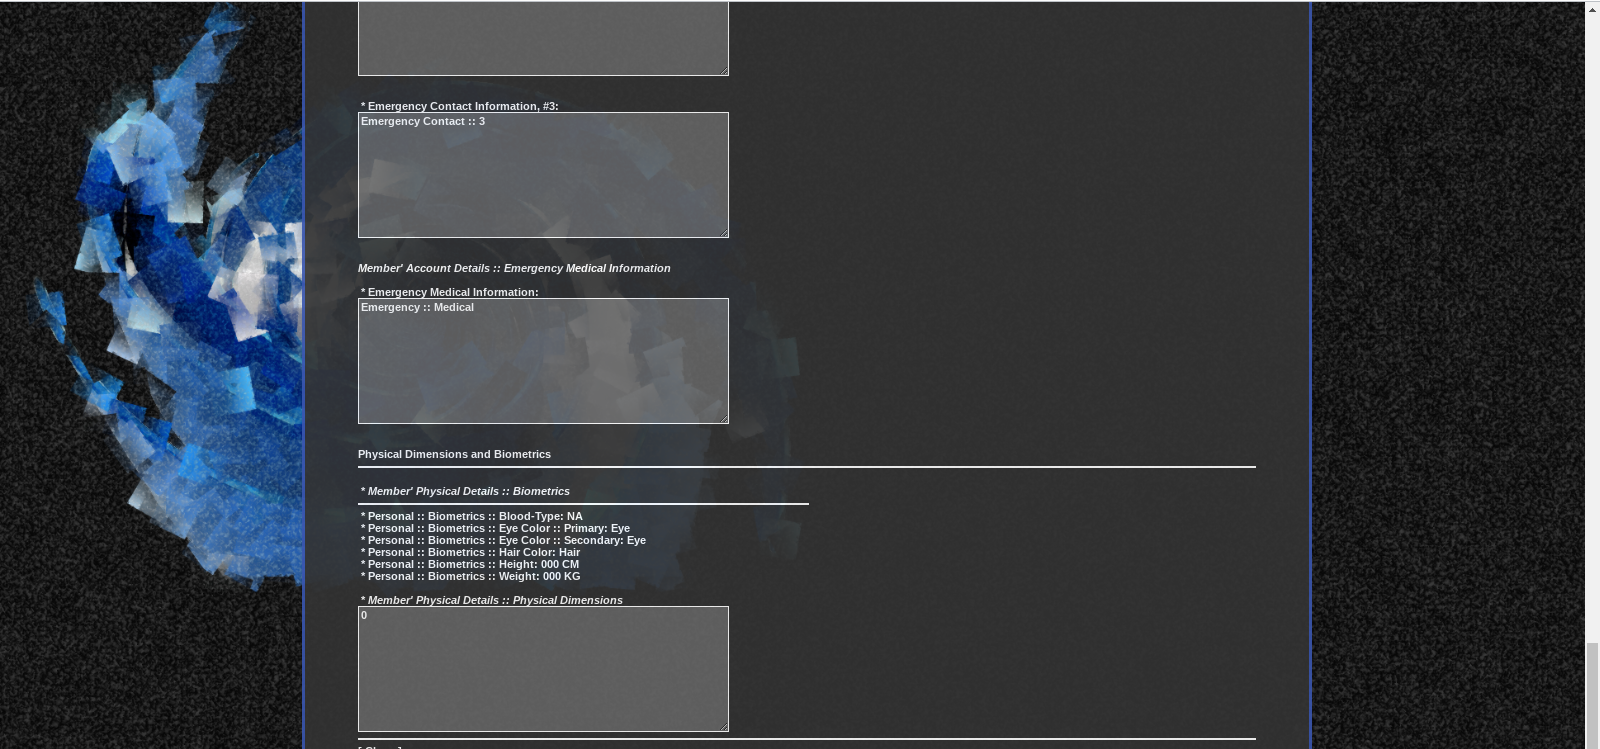 * Emergency Contact Information, #3:
Emergency Contact :: 3
Member' Account Details :: Emergency Medical Information
* Emergency Medical Information:
Emergency :: Medical
Physical Dimensions and Biometrics
* Member' Physical Details :: Biometrics
* Personal :: Biometrics :: Blood-Type: NA
* Personal :: Biometrics :: Eye Color :: Primary: Eye
* Personal :: Biometrics :: Eye Color :: Secondary: Eye
* Personal :: Biometrics :: Hair Color: Hair
* Personal :: Biometrics :: Height: 000 CM
* Personal :: Biometrics :: Weight: 000 KG
* Member' Physical Details :: Physical Dimensions
0